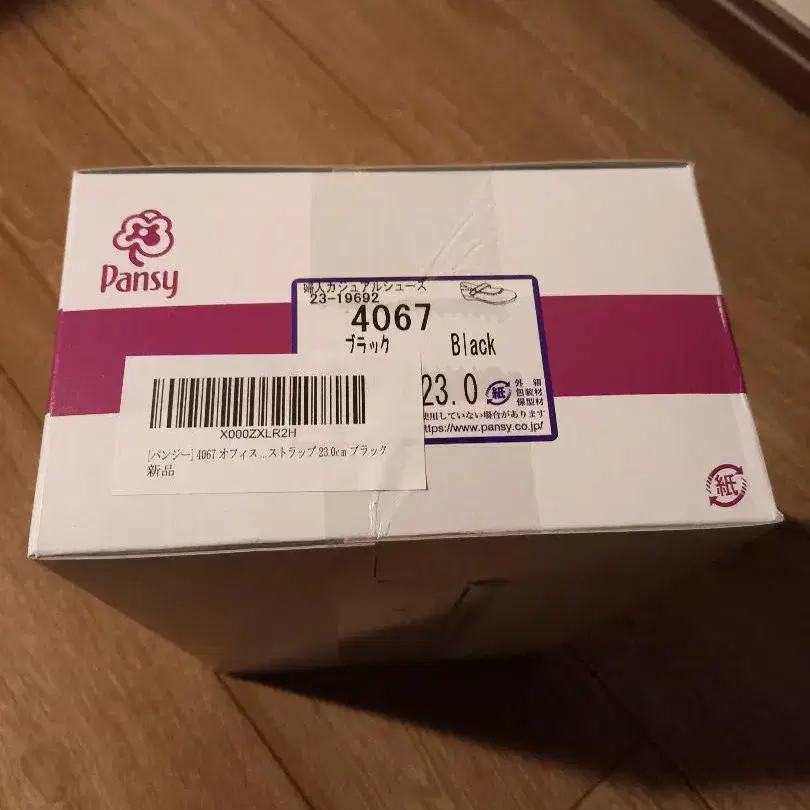 Pansy
婦人カジュアルシューズ
23-19692
4067
ブラック Black
23.0 紙 外箱
包装材
保型材
使用していない場合があります
https://www.pansy.co.jp/
X000ZXLR2H
[パンジー] 4067 オフィス ...ストラップ 23.0cm ブラック
新品
紙